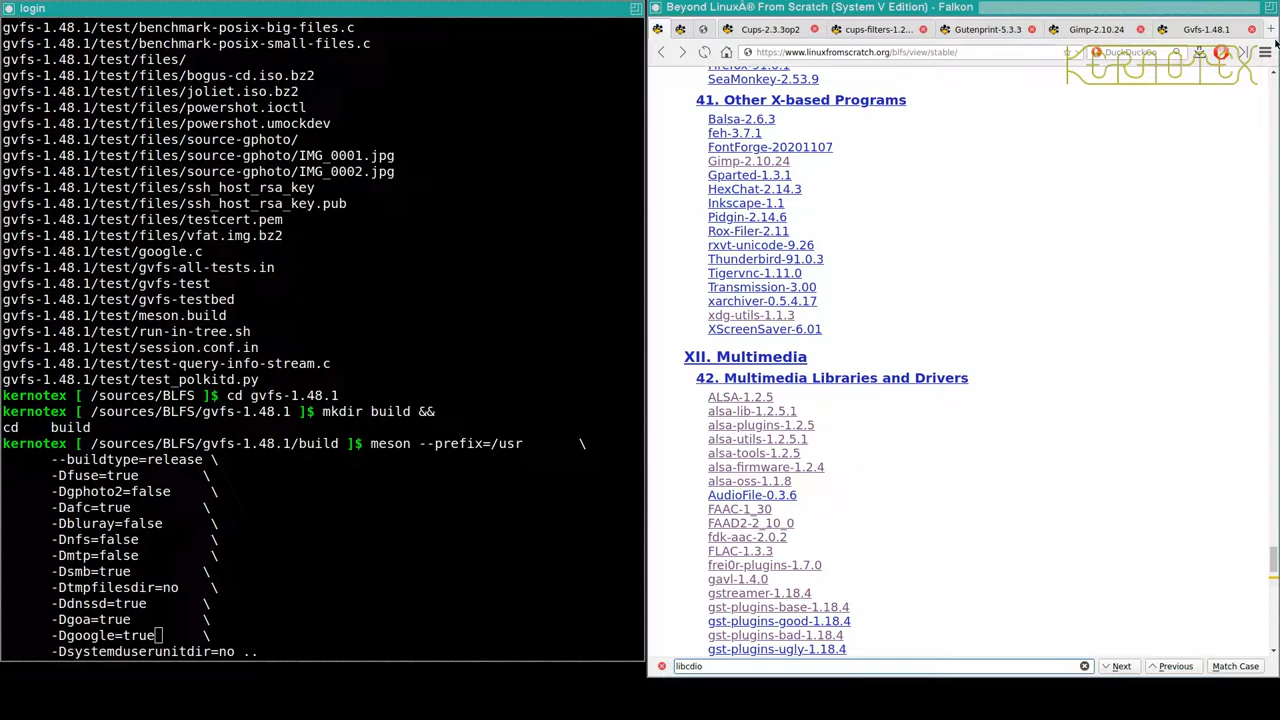 login
gvfs-1.48.1/test/benchmark-posix-big-files.c
gvfs-1.48.1/test/benchmark-posix-small-files.c
gvfs-1.48.1/test/files/
gvfs-1.48.1/test/files/bogus-cd.iso.bz2
gvfs-1.48.1/test/files/joliet.iso.bz2
gvfs-1.48.1/test/files/powershot.ioctl
gvfs-1.48.1/test/files/powershot.umockdev
gvfs-1.48.1/test/files/source-gphoto/
gvfs-1.48.1/test/files/source-gphoto/IMG_0001.jpg
gvfs-1.48.1/test/files/source-gphoto/IMG_0002.jpg
gvfs-1.48.1/test/files/ssh_host_rsa_key
gvfs-1.48.1/test/files/ssh_host_rsa_key.pub
gvfs-1.48.1/test/files/testcert.pem
gvfs-1.48.1/test/files/vfat.img.bz2
gvfs-1.48.1/test/google.c
gvfs-1.48.1/test/gvfs-all-tests.in
gvfs-1.48.1/test/gvfs-test
gvfs-1.48.1/test/gvfs-testbed
gvfs-1.48.1/test/meson.build
gvfs-1.48.1/test/run-in-tree.sh
gvfs-1.48.1/test/session.conf.in
gvfs-1.48.1/test/test-query-info-stream.c
gvfs-1.48.1/test/test_polkitd.py
kernotex [ /sources/BLFS ]$ cd gvfs-1.48.1
kernotex [ /sources/BLFS/gvfs-1.48.1 ]$ mkdir build &&
cd    build
kernotex [ /sources/BLFS/gvfs-1.48.1/build ]$ meson --prefix=/usr       \
      --buildtype=release \
      -Dfuse=true        \
      -Dgphoto2=false     \
      -Dafc=true         \
      -Dbluray=false      \
      -Dnfs=false         \
      -Dmtp=false         \
      -Dsmb=true         \
      -Dtmpfilesdir=no    \
      -Ddnssd=true       \
      -Dgoa=true         \
      -Dgoogle=true      \
      -Dsystemduserunitdir=no ..
Beyond LinuxÂ® From Scratch (System V Edition) - Falkon
Cups-2.3.3op2
cups-filters-1.2...
Gutenprint-5.3.3
Gimp-2.10.24
Gvfs-1.48.1
https://www.linuxfromscratch.org/blfs/view/stable/
DuckDuckGo
KERNOTEX
Firefox-91.0.1
SeaMonkey-2.53.9
41. Other X-based Programs
Balsa-2.6.3
feh-3.7.1
FontForge-20201107
Gimp-2.10.24
Gparted-1.3.1
HexChat-2.14.3
Inkscape-1.1
Pidgin-2.14.6
Rox-Filer-2.11
rxvt-unicode-9.26
Thunderbird-91.0.3
Tigervnc-1.11.0
Transmission-3.00
xarchiver-0.5.4.17
xdg-utils-1.1.3
XScreenSaver-6.01
XII. Multimedia
42. Multimedia Libraries and Drivers
ALSA-1.2.5
alsa-lib-1.2.5.1
alsa-plugins-1.2.5
alsa-utils-1.2.5.1
alsa-tools-1.2.5
alsa-firmware-1.2.4
alsa-oss-1.1.8
AudioFile-0.3.6
FAAC-1_30
FAAD2-2_10_0
fdk-aac-2.0.2
FLAC-1.3.3
frei0r-plugins-1.7.0
gavl-1.4.0
gstreamer-1.18.4
gst-plugins-base-1.18.4
gst-plugins-good-1.18.4
gst-plugins-bad-1.18.4
gst-plugins-ugly-1.18.4
libcdio
Next
Previous
Match Case